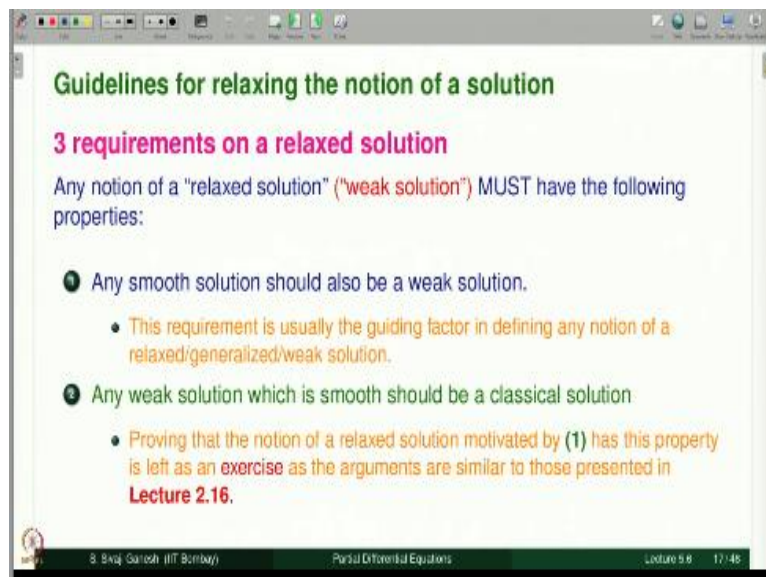 Guidelines for relaxing the notion of a solution
3 requirements on a relaxed solution
Any notion of a “relaxed solution” (“weak solution”) MUST have the following
properties:
1 Any smooth solution should also be a weak solution.
• This requirement is usually the guiding factor in defining any notion of a
relaxed/generalized/weak solution.
2 Any weak solution which is smooth should be a classical solution
• Proving that the notion of a relaxed solution motivated by (1) has this property
is left as an exercise as the arguments are similar to those presented in
Lecture 2.16.
S. Sivaji Ganesh (IIT Bombay) Partial Differential Equations Lecture 5.6 17/48